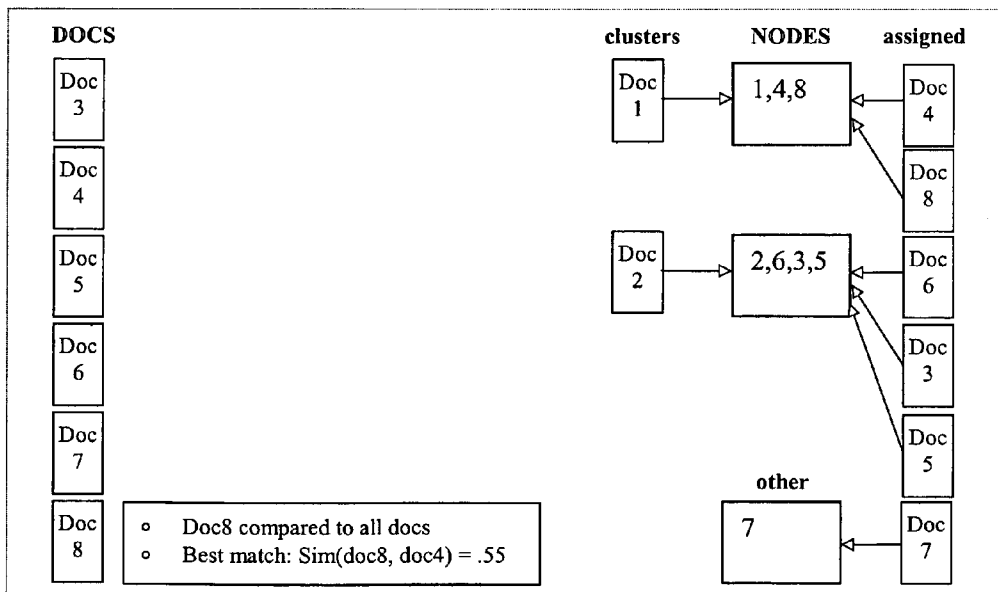 DOCS
Doc
3
Doc
4
Doc
5
Doc
6
Doc
7
Doc
8
Doc8 compared to all docs
Best match: Sim(doc8, doc4) = .55
clusters
NODES
assigned
Doc
1
1,4,8
Doc
4
Doc
8
Doc
2
2,6,3,5
Doc
6
Doc
3
Doc
5
other
7
Doc
7